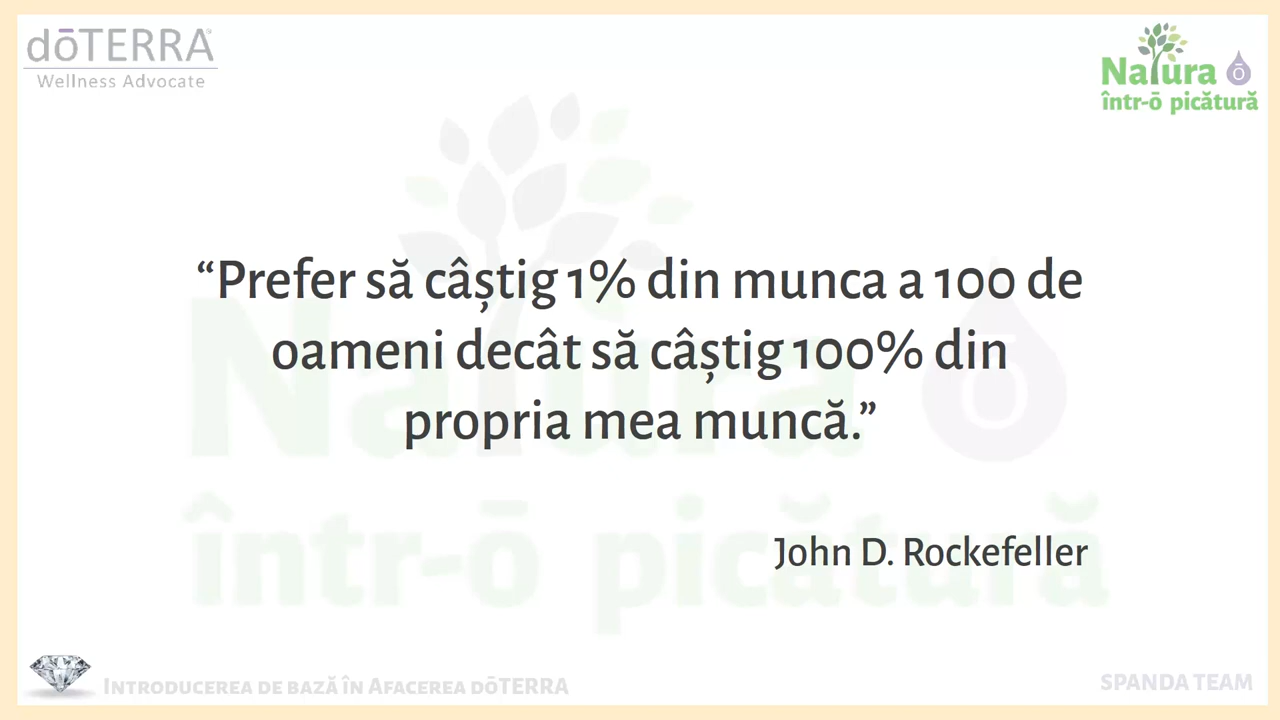 dōTERRA
Wellness Advocate
Natura ō
într-ō picătură
“Prefer să câștig 1% din munca a 100 de
oameni decât să câștig 100% din
propria mea muncă.”
John D. Rockefeller
INTRODUCEREA DE BAZĂ ÎN AFACEREA DŌTERRA
SPANDA TEAM